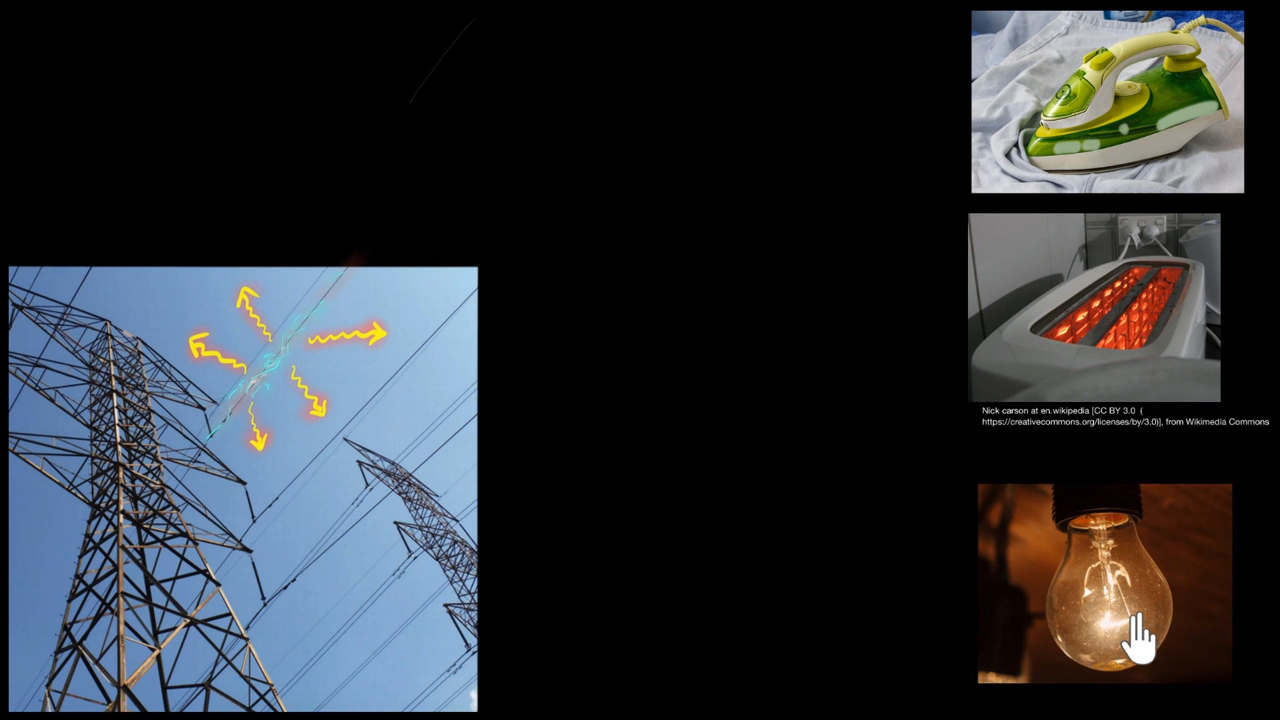 Nick carson at en.wikipedia [CC BY 3.0  (
https://creativecommons.org/licenses/by/3.0)], from Wikimedia Commons